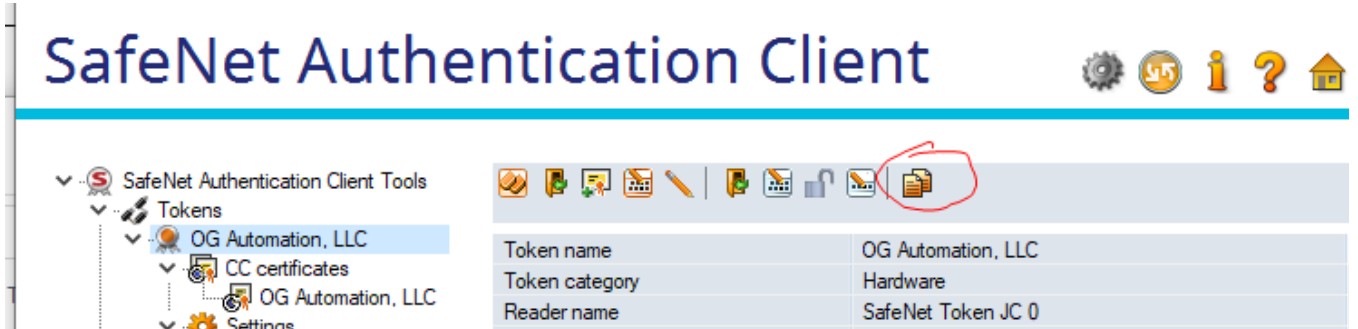 SafeNet Authentication Client
SafeNet Authentication Client Tools
Tokens
OG Automation, LLC
CC certificates
OG Automation, LLC
Settings
Token name OG Automation, LLC
Token category Hardware
Reader name SafeNet Token JC 0